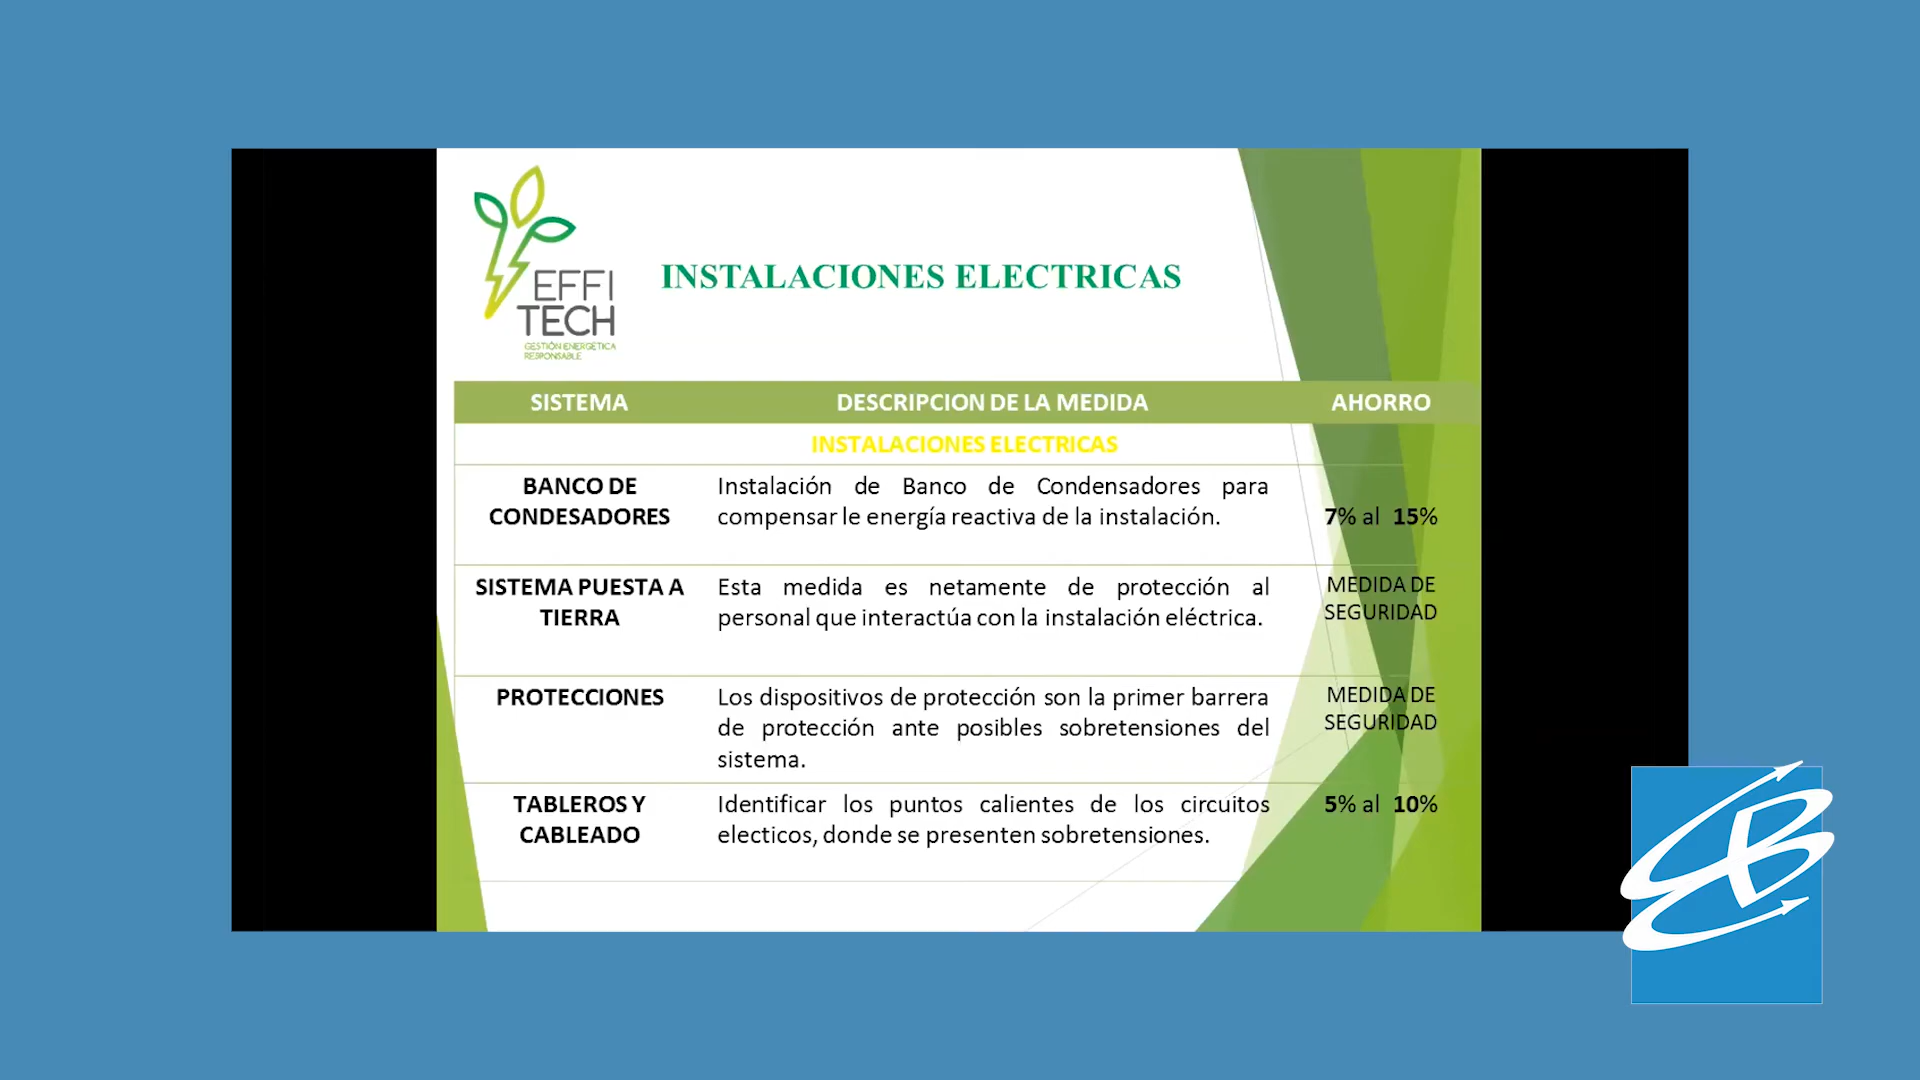 EFFI
TECH
GESTIÓN ENERGÉTICA
RESPONSABLE
INSTALACIONES ELECTRICAS
SISTEMA DESCRIPCION DE LA MEDIDA AHORRO
INSTALACIONES ELECTRICAS
BANCO DE
CONDESADORES
Instalación de Banco de Condensadores para
compensar le energía reactiva de la instalación.
7% al 15%
SISTEMA PUESTA A
TIERRA
Esta medida es netamente de protección al
personal que interactúa con la instalación eléctrica.
MEDIDA DE
SEGURIDAD
PROTECCIONES
Los dispositivos de protección son la primer barrera
de protección ante posibles sobretensiones del
sistema.
MEDIDA DE
SEGURIDAD
TABLEROS Y
CABLEADO
Identificar los puntos calientes de los circuitos
electicos, donde se presenten sobretensiones.
5% al 10%